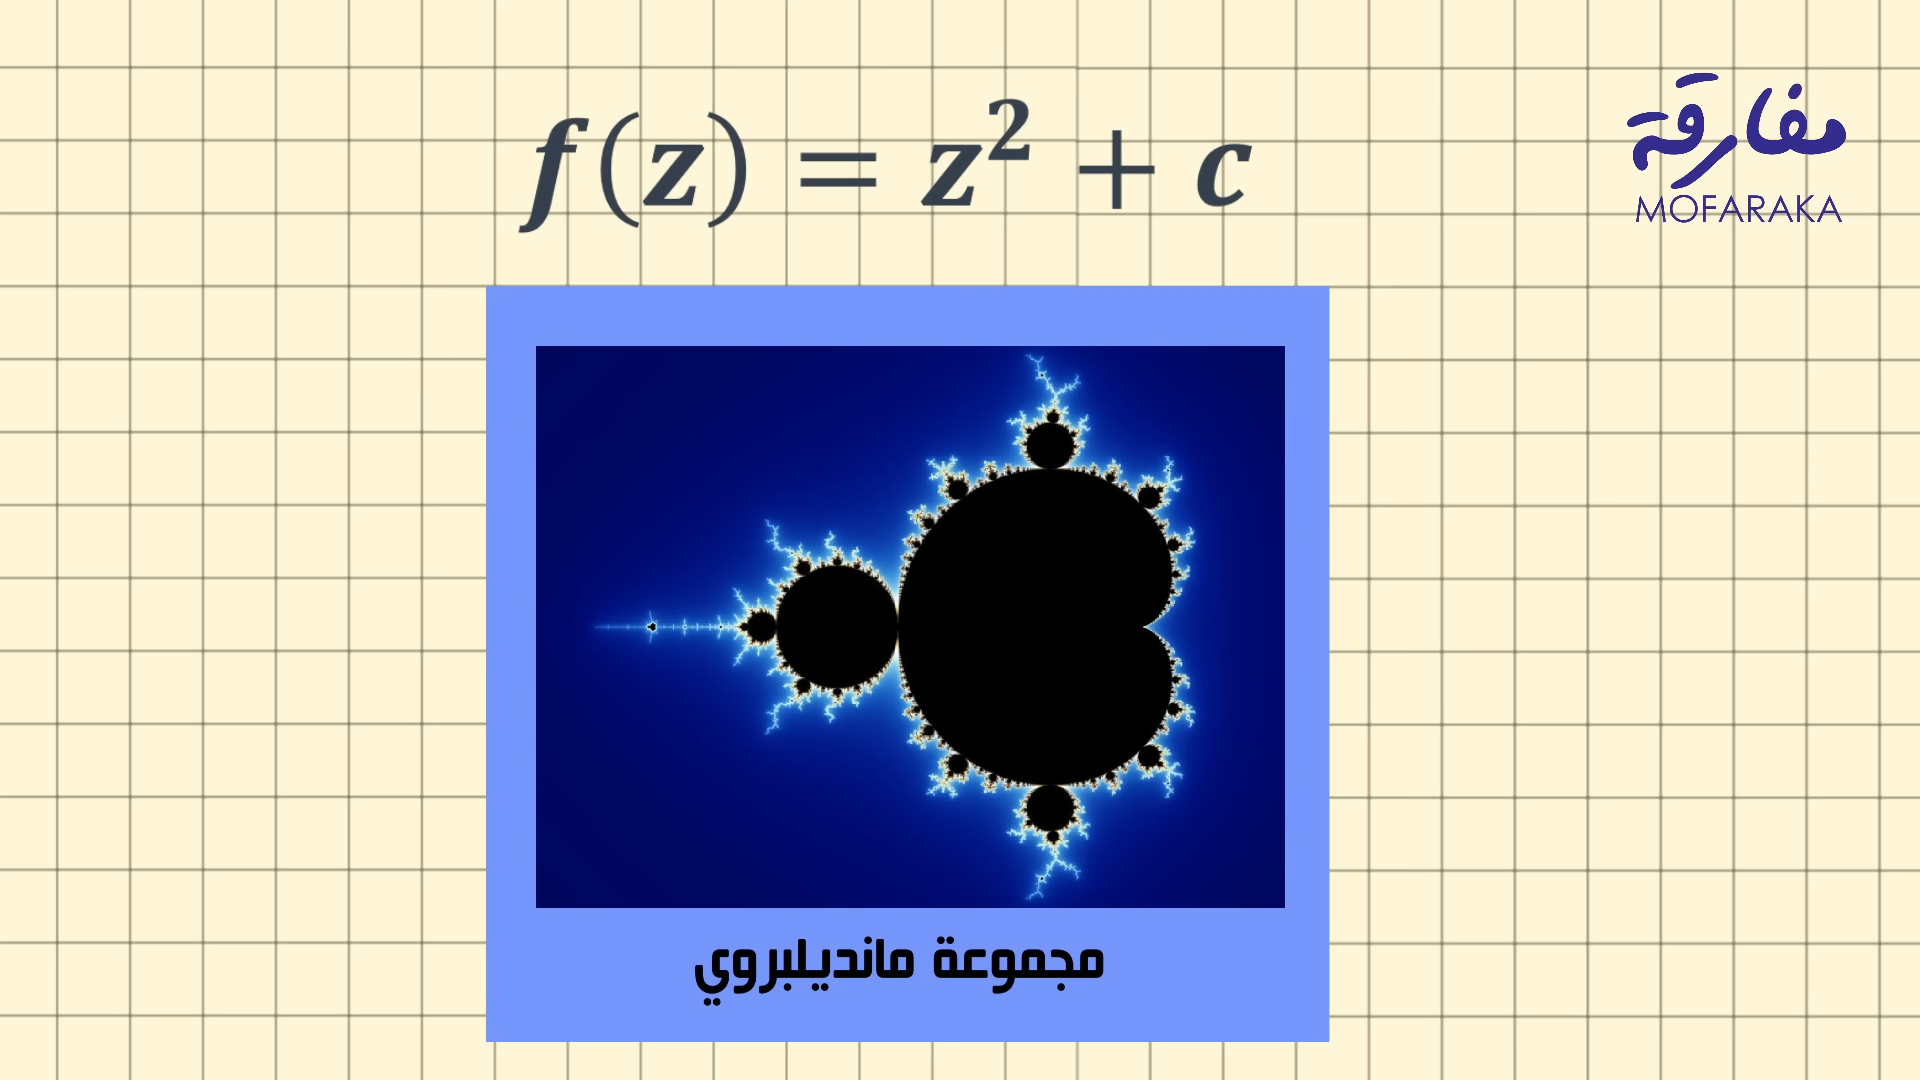 f(z) = z² + c
مفارقة
MOFARAKA
مجموعة مانديلبروي